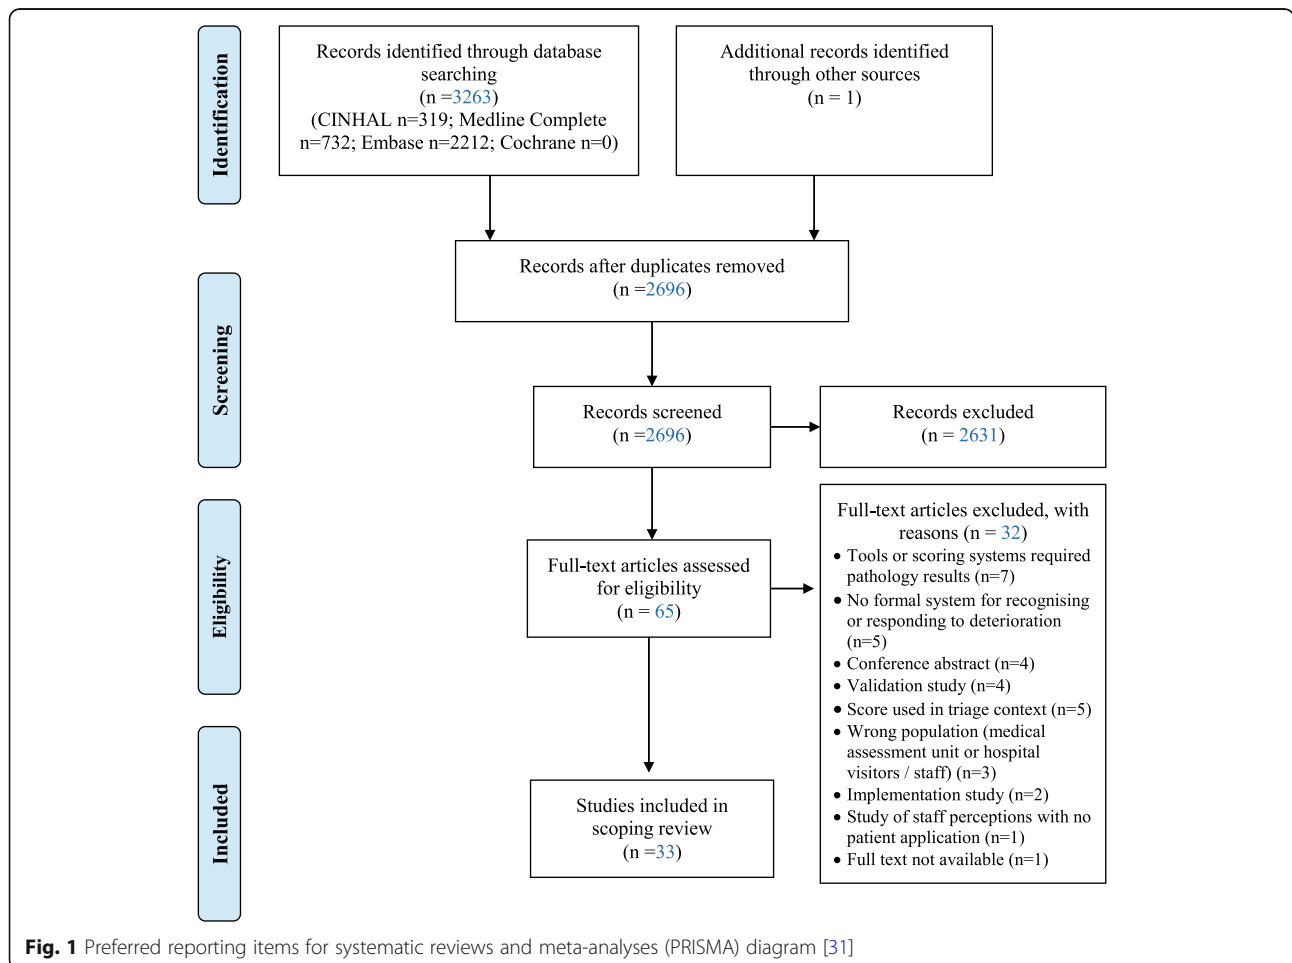 Identification
Records identified through database
searching
(n =3263)
(CINHAL n=319; Medline Complete
n=732; Embase n=2212; Cochrane n=0)
Additional records identified
through other sources
(n = 1)
Screening
Records after duplicates removed
(n =2696)
Records screened
(n =2696)
Records excluded
(n = 2631)
Eligibility
Full-text articles assessed
for eligibility
(n = 65)
Full-text articles excluded, with
reasons (n = 32)
• Tools or scoring systems required
pathology results (n=7)
• No formal system for recognising
or responding to deterioration
(n=5)
• Conference abstract (n=4)
• Validation study (n=4)
• Score used in triage context (n=5)
• Wrong population (medical
assessment unit or hospital
visitors / staff) (n=3)
• Implementation study (n=2)
• Study of staff perceptions with no
patient application (n=1)
• Full text not available (n=1)
Included
Studies included in
scoping review
(n =33)
Fig. 1 Preferred reporting items for systematic reviews and meta-analyses (PRISMA) diagram [31]